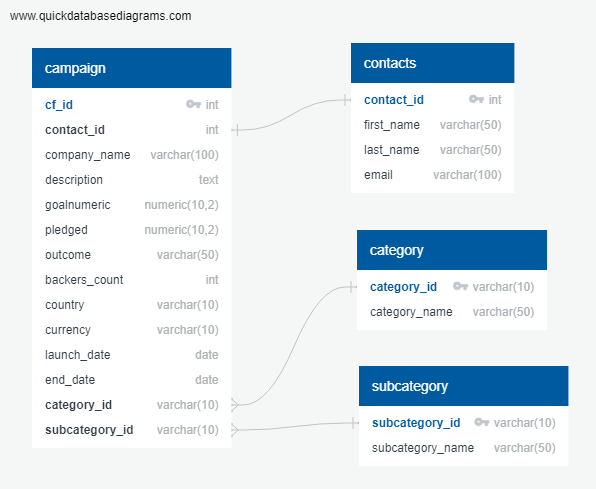 www.quickdatabasediagrams.com
campaign
cf_id int
contact_id int
company_name varchar(100)
description text
goalnumeric numeric(10,2)
pledged numeric(10,2)
outcome varchar(50)
backers_count int
country varchar(10)
currency varchar(10)
launch_date date
end_date date
category_id varchar(10)
subcategory_id varchar(10)
contacts
contact_id int
first_name varchar(50)
last_name varchar(50)
email varchar(100)
category
category_id varchar(10)
category_name varchar(50)
subcategory
subcategory_id varchar(10)
subcategory_name varchar(50)